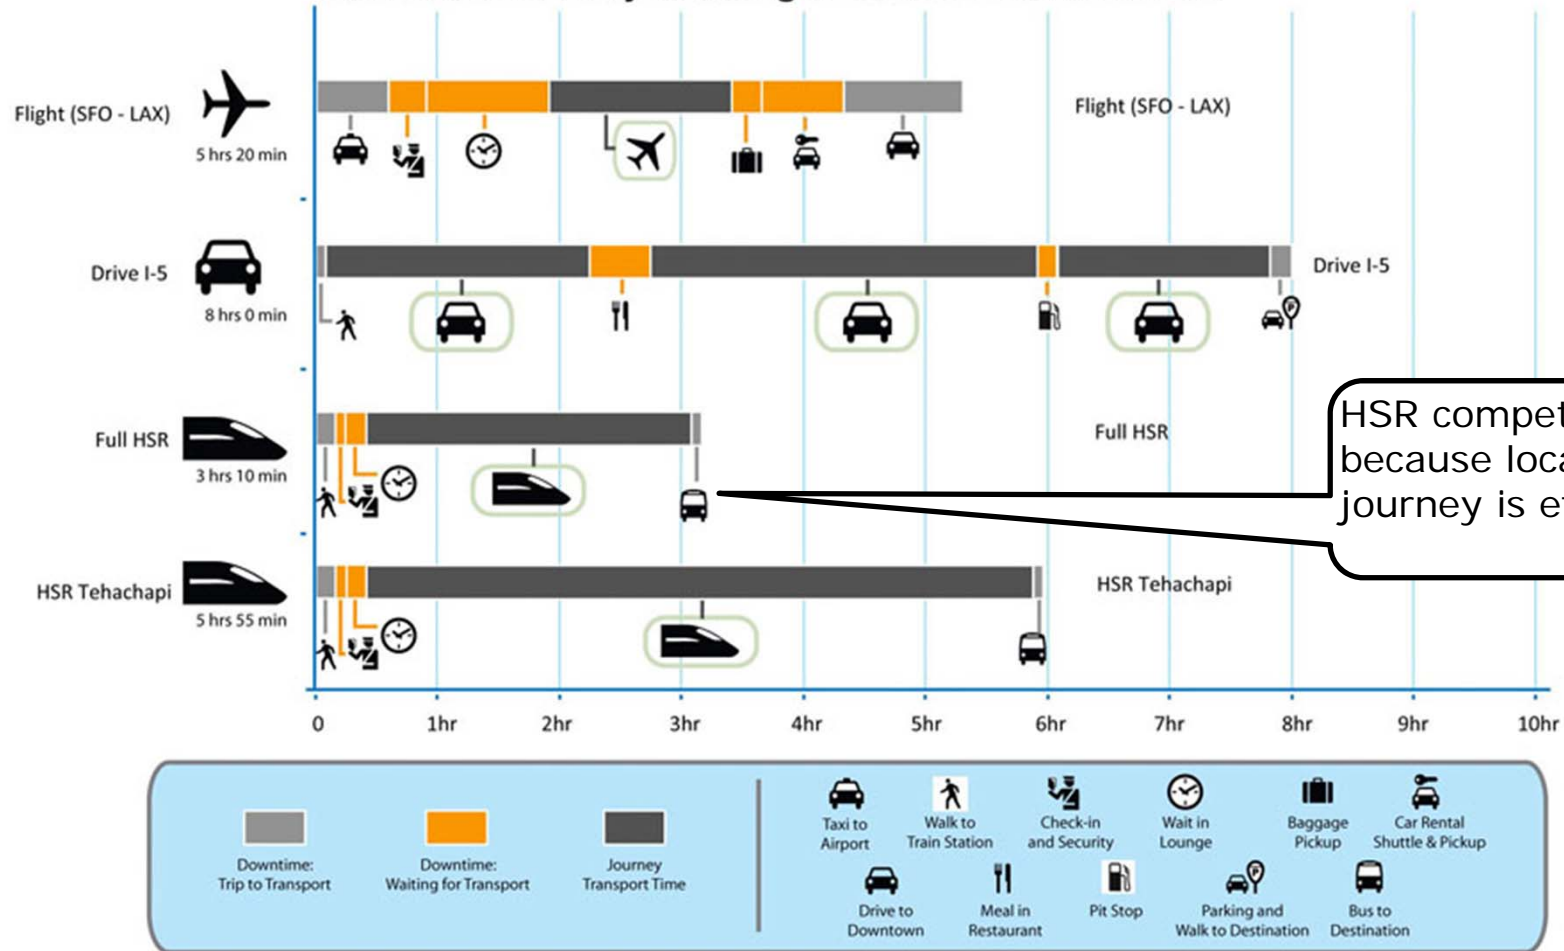 Flight (SFO - LAX)
5 hrs 20 min
Flight (SFO - LAX)
Drive I-5
8 hrs 0 min
Drive I-5
Full HSR
3 hrs 10 min
Full HSR
HSR
because
journey is
HSR Tehachapi
5 hrs 55 min
HSR Tehachapi
0 1hr 2hr 3hr 4hr 5hr 6hr 7hr 8hr 9hr 10hr
Downtime:
Trip to Transport
Downtime:
Waiting for Transport
Journey
Transport Time
Taxi to
Airport
Walk to
Train Station
Check-in
and Security
Wait in
Lounge
Baggage
Pickup
Car Rental
Shuttle & Pickup
Drive to
Downtown
Meal in
Restaurant
Pit Stop
P
Parking and
Walk to Destination
Bus to
Destination